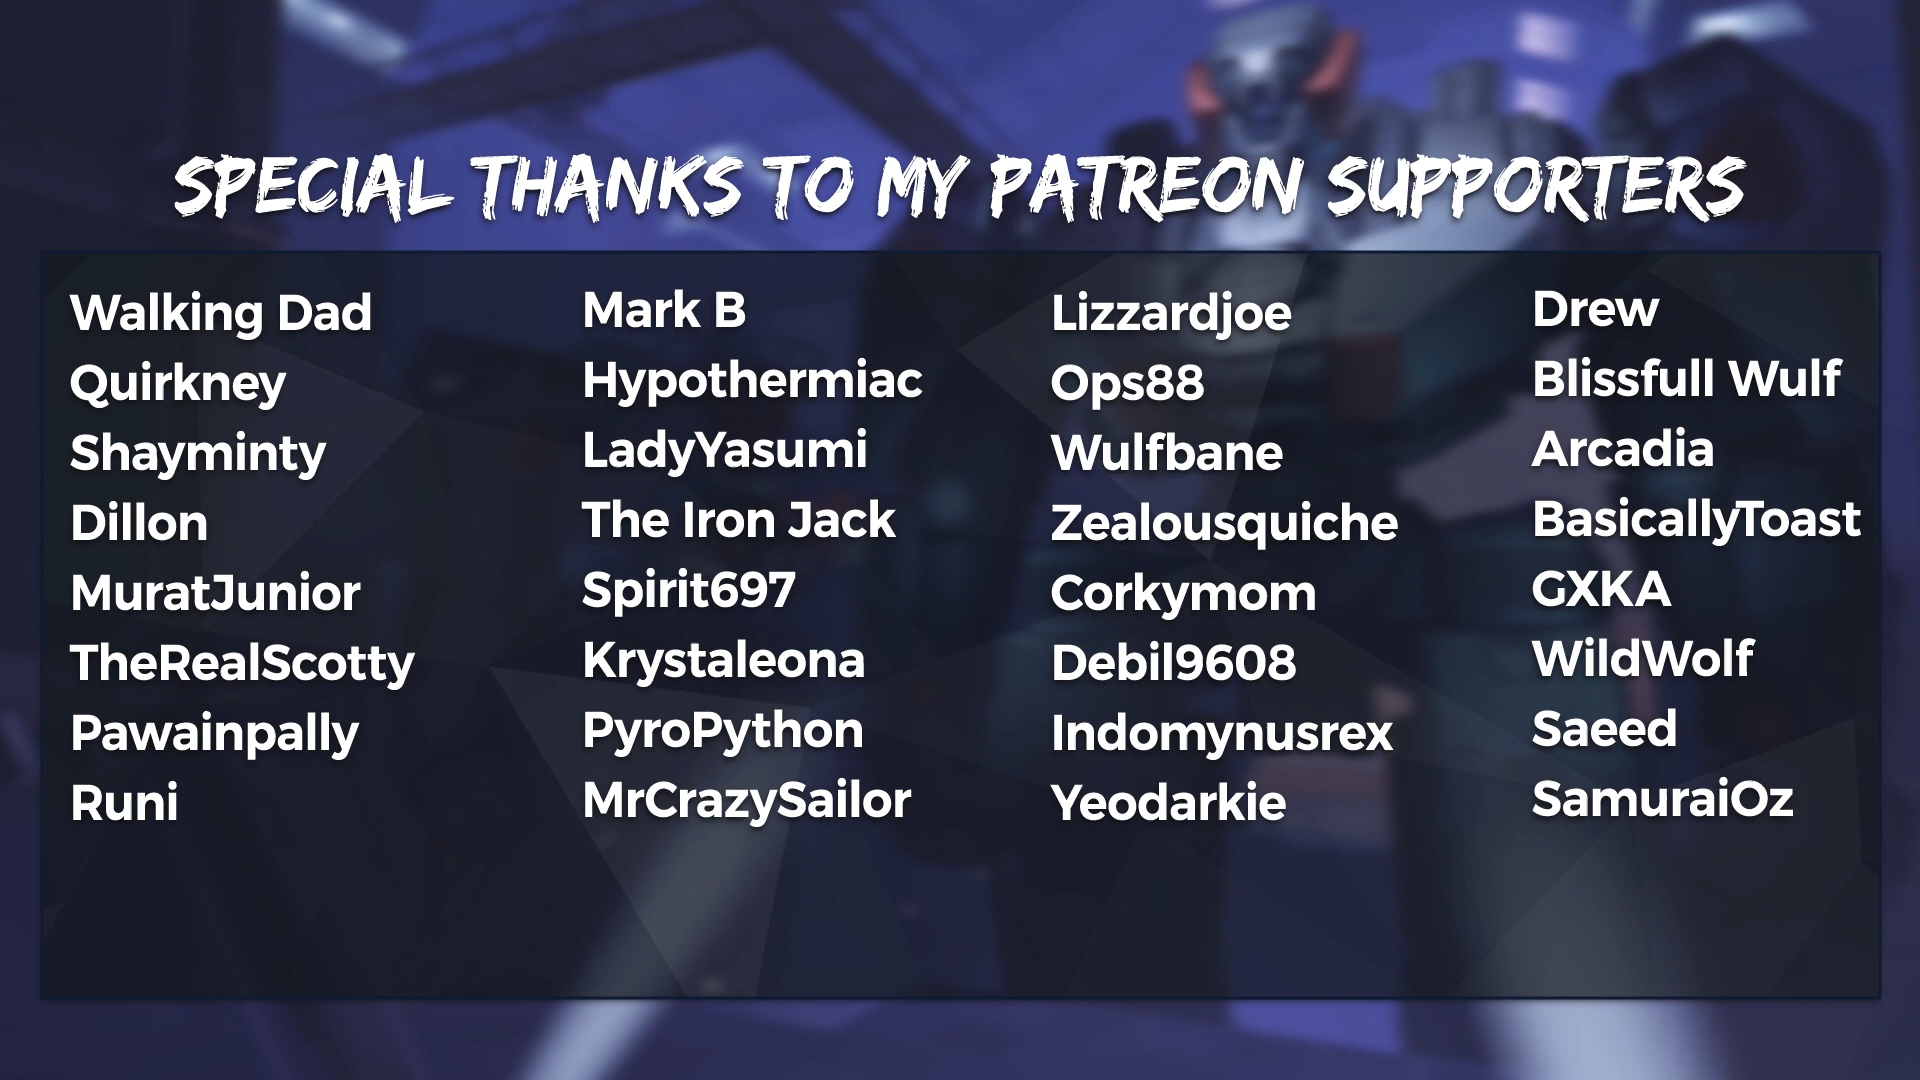 SPECIAL THANKS TO MY PATREON SUPPORTERS
Walking Dad
Quirkney
Shayminty
Dillon
MuratJunior
TheRealScotty
Pawainpally
Runi
Mark B
Hypothermiac
LadyYasumi
The Iron Jack
Spirit697
Krystaleona
PyroPython
MrCrazySailor
Lizzardjoe
Ops88
Wulfbane
Zealousquiche
Corkymom
Debil9608
Indomynusrex
Yeodarkie
Drew
Blissfull Wulf
Arcadia
BasicallyToast
GXKA
WildWolf
Saeed
SamuraiOz